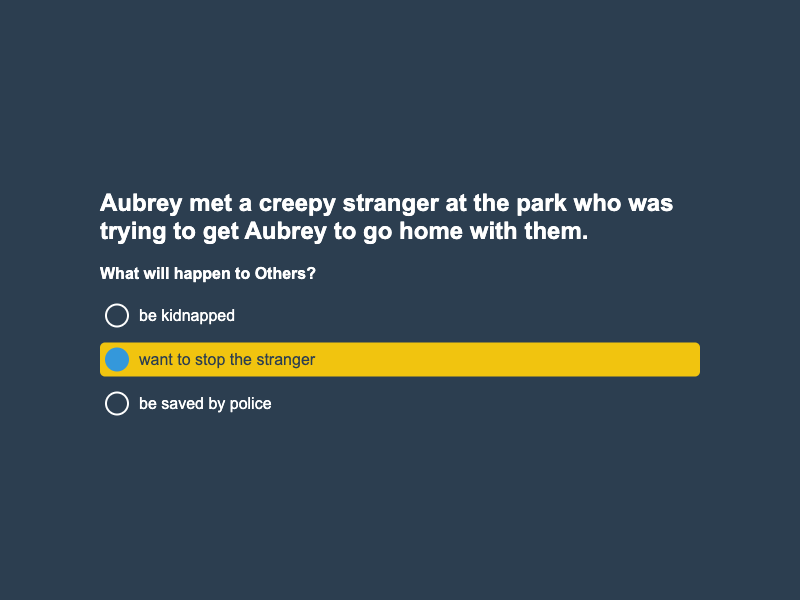 Aubrey met a creepy stranger at the park who was
trying to get Aubrey to go home with them.
What will happen to Others?
be kidnapped
want to stop the stranger
be saved by police